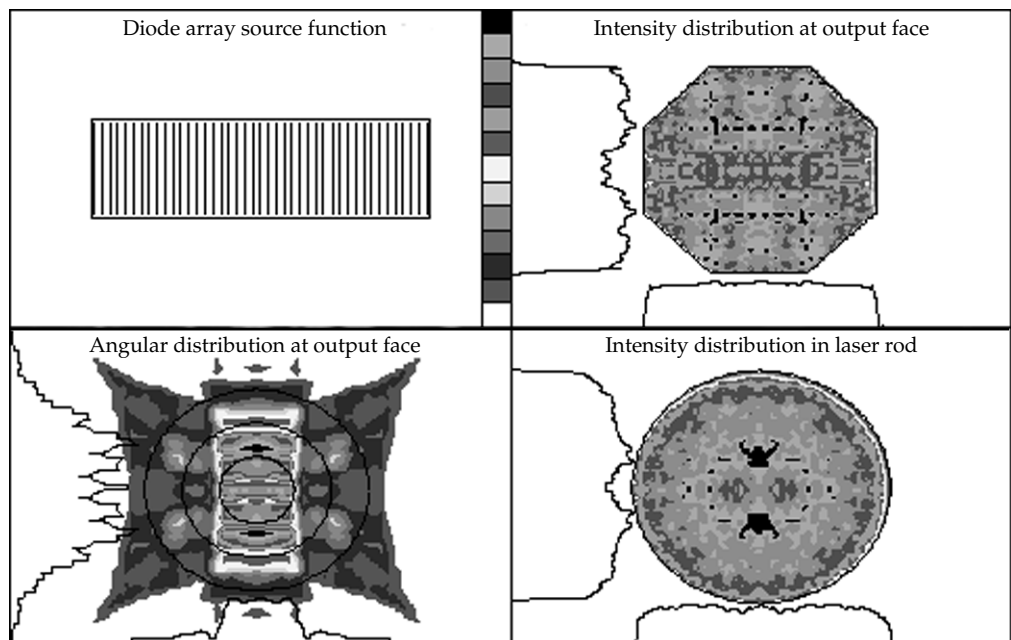 Diode array source function
Intensity distribution at output face
Angular distribution at output face
Intensity distribution in laser rod